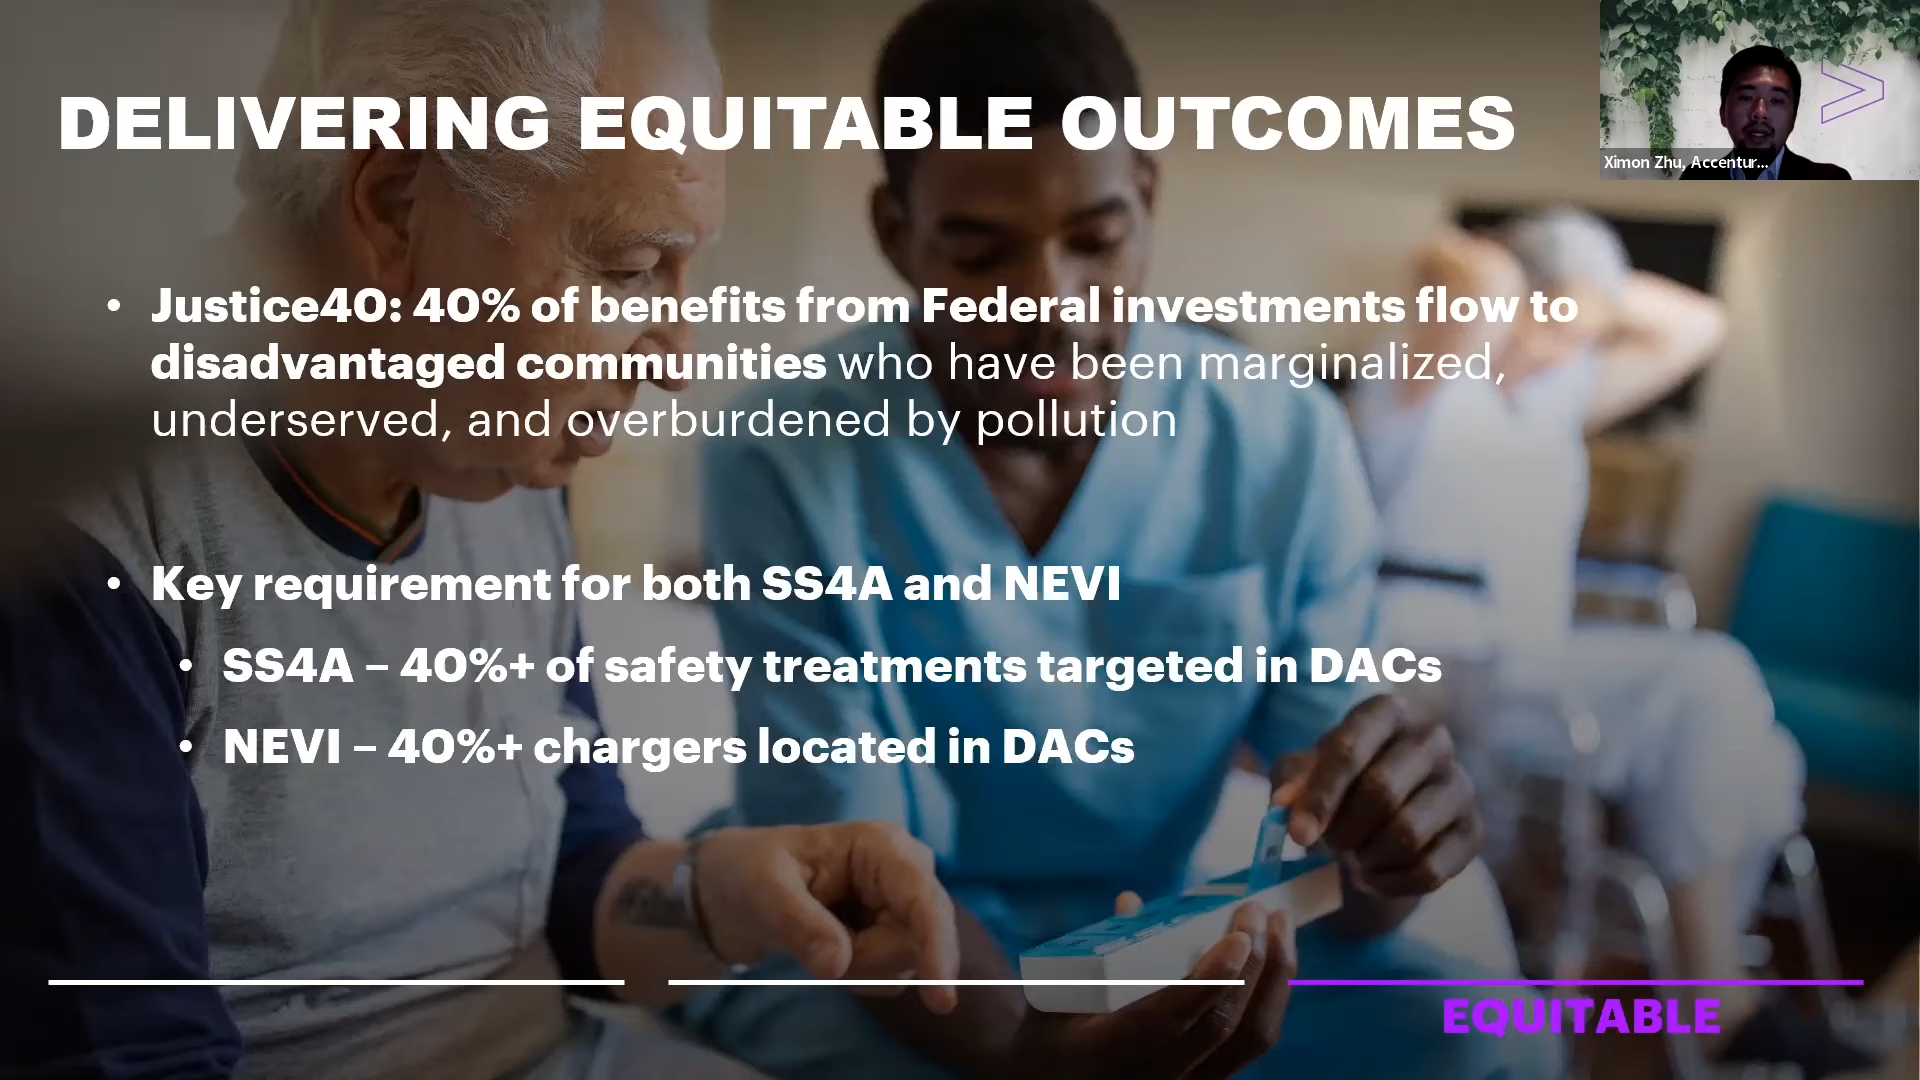 DELIVERING EQUITABLE OUTCOMES
Ximon Zhu, Accentur...
• Justice40: 40% of benefits from Federal investments flow to
disadvantaged communities who have been marginalized,
underserved, and overburdened by pollution
• Key requirement for both SS4A and NEVI
• SS4A – 40%+ of safety treatments targeted in DACs
• NEVI – 40%+ chargers located in DACs
EQUITABLE